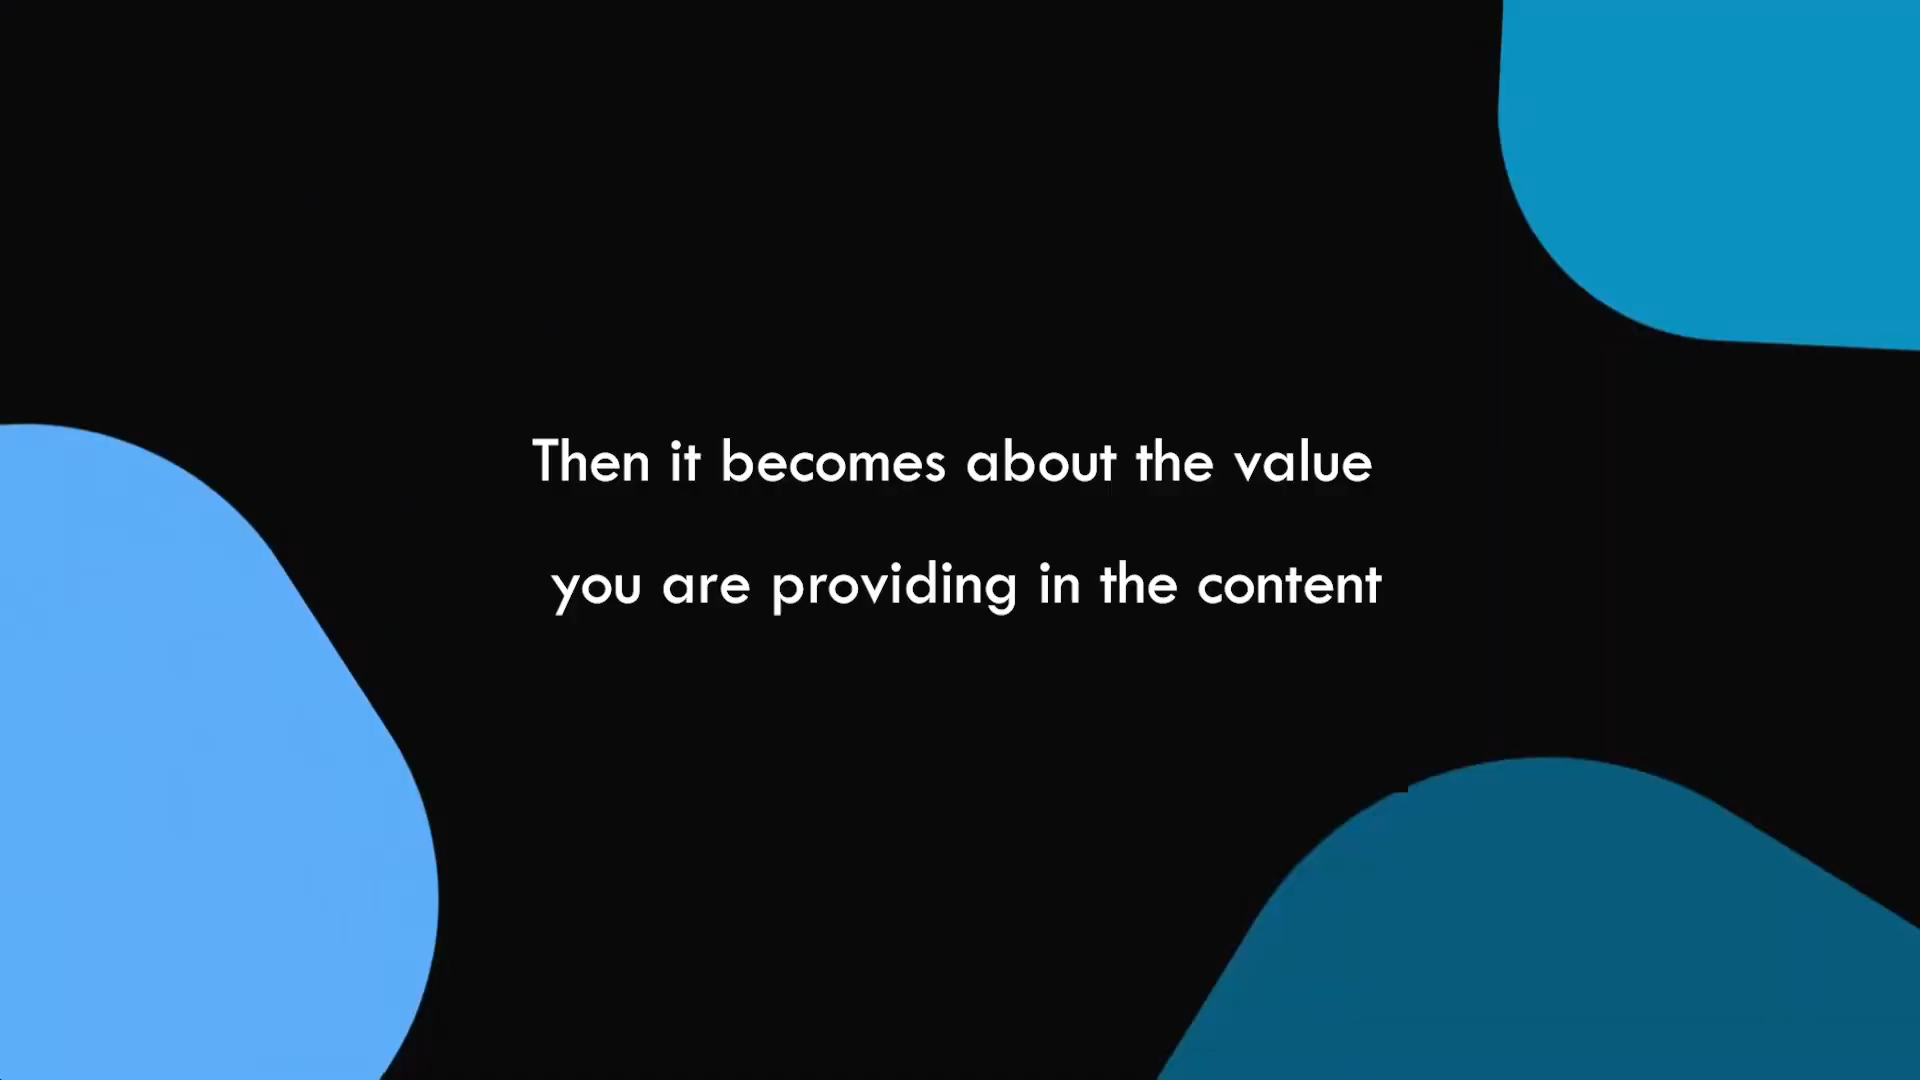 Then it becomes about the value
you are providing in the content